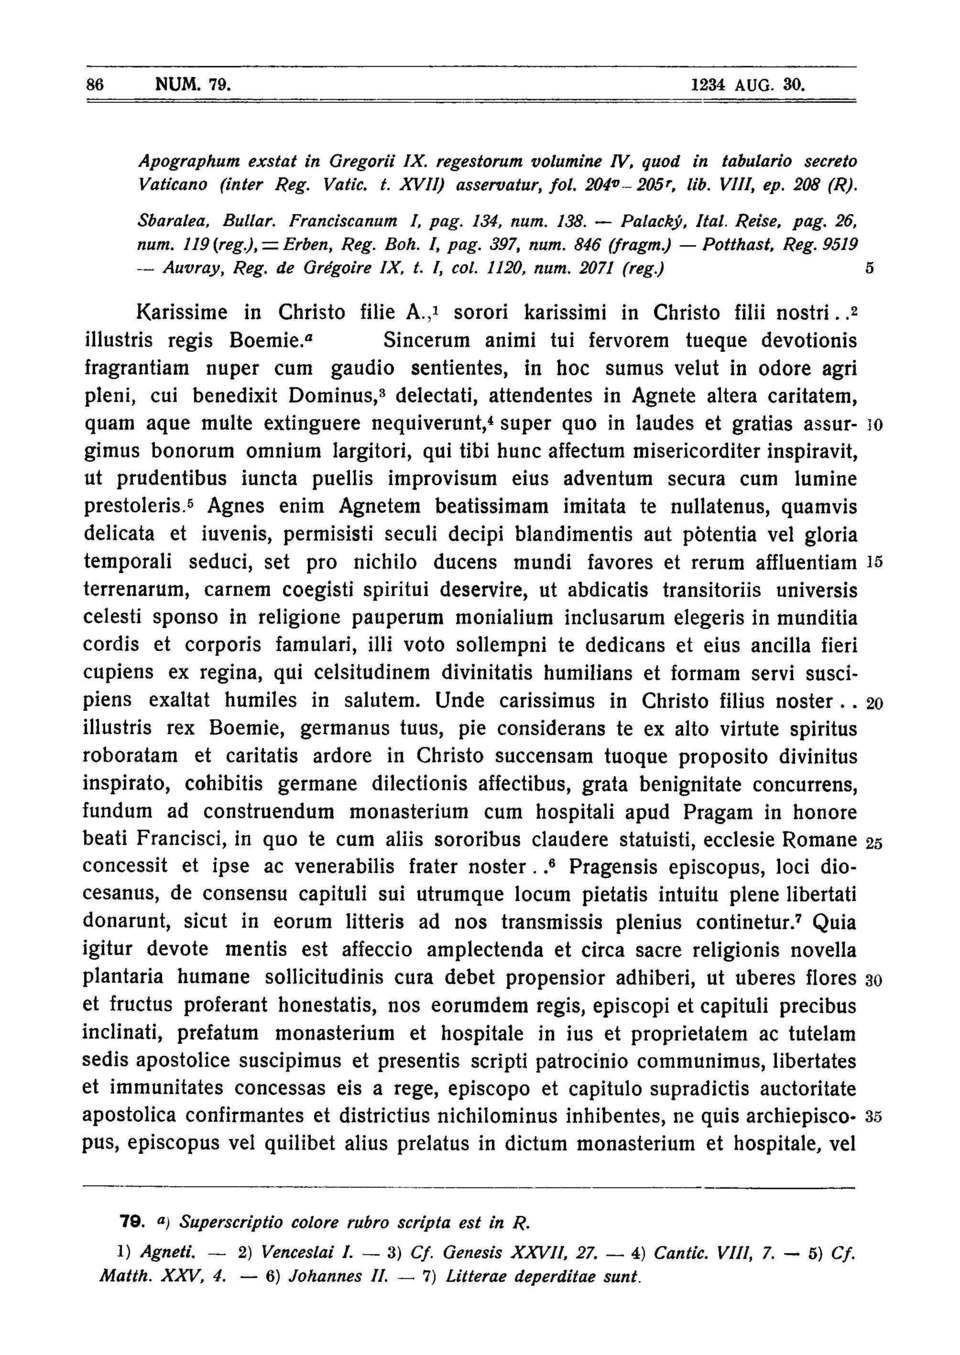 86 NUM. 79. 1234 AUG. 30.
Apographum exstat in Gregorii IX. regestorum volumine IV, quod in tabulario secreto
Vaticano (inter Reg. Vatic. t. XVII) asservatur, fol. 204v–205r, lib. VIII, ep. 208 (R).
Sbaralea, Bullar. Franciscanum I, pag. 134, num. 138. — Palacký, Ital. Reise, pag. 26,
num. 119 (reg.), = Erben, Reg. Boh. I, pag. 397, num. 846 (fragm.) — Potthast, Reg. 9519
— Auvray, Reg. de Grégoire IX, t. I, col. 1120, num. 2071 (reg.) 5
Karissime in Christo filie A.,¹ sorori karissimi in Christo filii nostri . .²
illustris regis Boemie.ᵃ Sincerum animi tui fervorem tueque devotionis
fragrantiam nuper cum gaudio sentientes, in hoc sumus velut in odore agri
pleni, cui benedixit Dominus,³ delectati, attendentes in Agnete altera caritatem,
quam aque multe extinguere nequiverunt,⁴ super quo in laudes et gratias assur- 10
gimus bonorum omnium largitori, qui tibi hunc affectum misericorditer inspiravit,
ut prudentibus iuncta puellis improvisum eius adventum secura cum lumine
prestoleris.⁵ Agnes enim Agnetem beatissimam imitata te nullatenus, quamvis
delicata et iuvenis, permisisti seculi decipi blandimentis aut pòtentia vel gloria
temporali seduci, set pro nichilo ducens mundi favores et rerum affluentiam 15
terrenarum, carnem coegisti spiritui deservire, ut abdicatis transitoriis universis
celesti sponso in religione pauperum monialium inclusarum elegeris in munditia
cordis et corporis famulari, illi voto sollempni te dedicans et eius ancilla fieri
cupiens ex regina, qui celsitudinem divinitatis humilians et formam servi susci-
piens exaltat humiles in salutem. Unde carissimus in Christo filius noster . . 20
illustris rex Boemie, germanus tuus, pie considerans te ex alto virtute spiritus
roboratam et caritatis ardore in Christo succensam tuoque proposito divinitus
inspirato, cohibitis germane dilectionis affectibus, grata benignitate concurrens,
fundum ad construendum monasterium cum hospitali apud Pragam in honore
beati Francisci, in quo te cum aliis sororibus claudere statuisti, ecclesie Romane 25
concessit et ipse ac venerabilis frater noster . .⁶ Pragensis episcopus, loci dio-
cesanus, de consensu capituli sui utrumque locum pietatis intuitu plene libertati
donarunt, sicut in eorum litteris ad nos transmissis plenius continetur.⁷ Quia
igitur devote mentis est affeccio amplectenda et circa sacre religionis novella
plantaria humane sollicitudinis cura debet propensior adhiberi, ut uberes flores 30
et fructus proferant honestatis, nos eorumdem regis, episcopi et capituli precibus
inclinati, prefatum monasterium et hospitale in ius et proprietatem ac tutelam
sedis apostolice suscipimus et presentis scripti patrocinio communimus, libertates
et immunitates concessas eis a rege, episcopo et capitulo supradictis auctoritate
apostolica confirmantes et districtius nichilominus inhibentes, ne quis archiepisco- 35
pus, episcopus vel quilibet alius prelatus in dictum monasterium et hospitale, vel
79. a) Superscriptio colore rubro scripta est in R.
1) Agneti. — 2) Venceslai I. — 3) Cf. Genesis XXVII, 27. — 4) Cantic. VIII, 7. — 5) Cf.
Matth. XXV, 4. — 6) Johannes II. — 7) Litterae deperditae sunt.